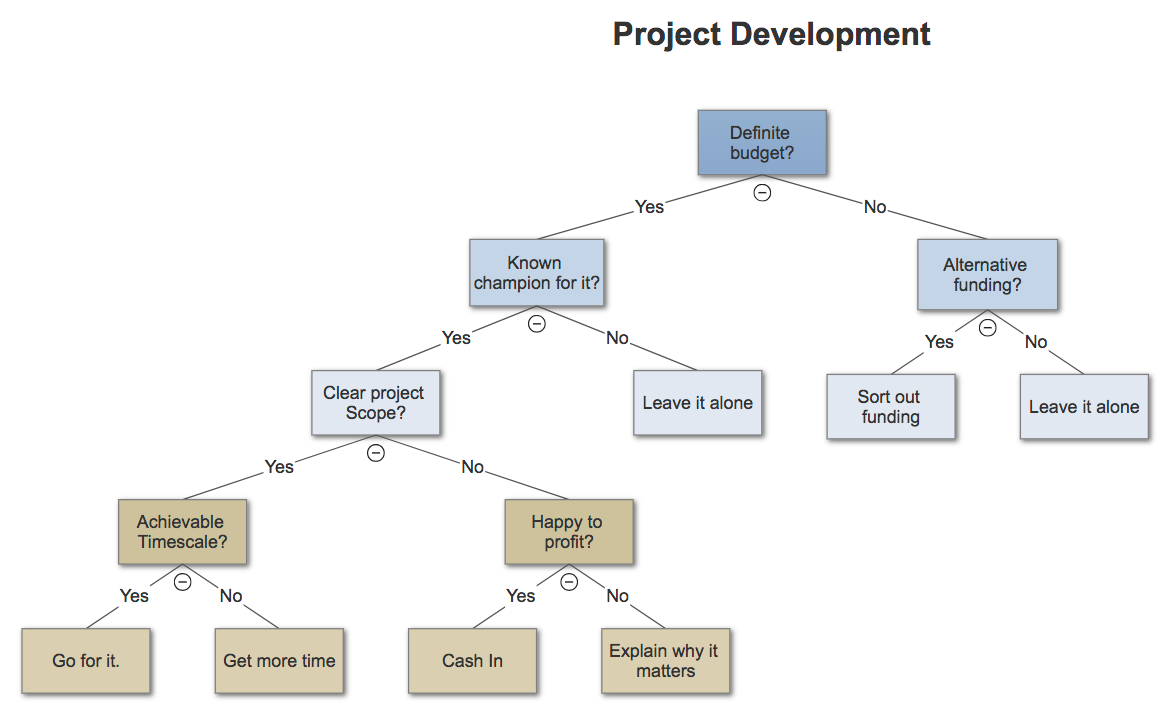 Project Development
Definite
budget?
Yes
No
Known
champion for it?
Alternative
funding?
Yes
No
Yes
No
Clear project
Scope?
Leave it alone
Sort out
funding
Leave it alone
Yes
No
Achievable
Timescale?
Happy to
profit?
Yes
No
Yes
No
Go for it.
Get more time
Cash In
Explain why it
matters